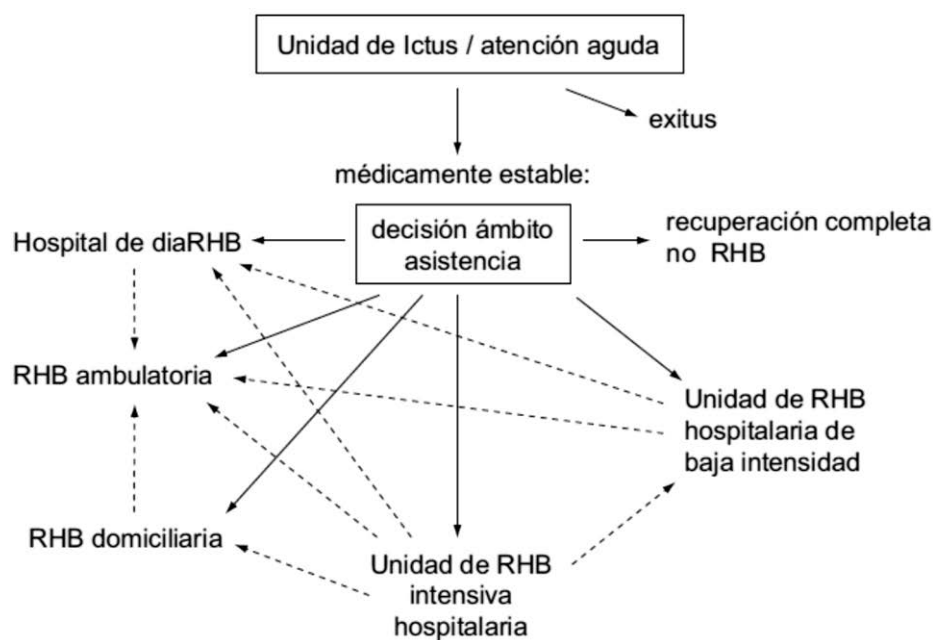 Unidad de Ictus / atención aguda
exitus
médicamente estable:
decisión ámbito
asistencia
recuperación completa
no RHB
Hospital de diaRHB
RHB ambulatoria
Unidad de RHB
hospitalaria de
baja intensidad
RHB domiciliaria
Unidad de RHB
intensiva
hospitalaria